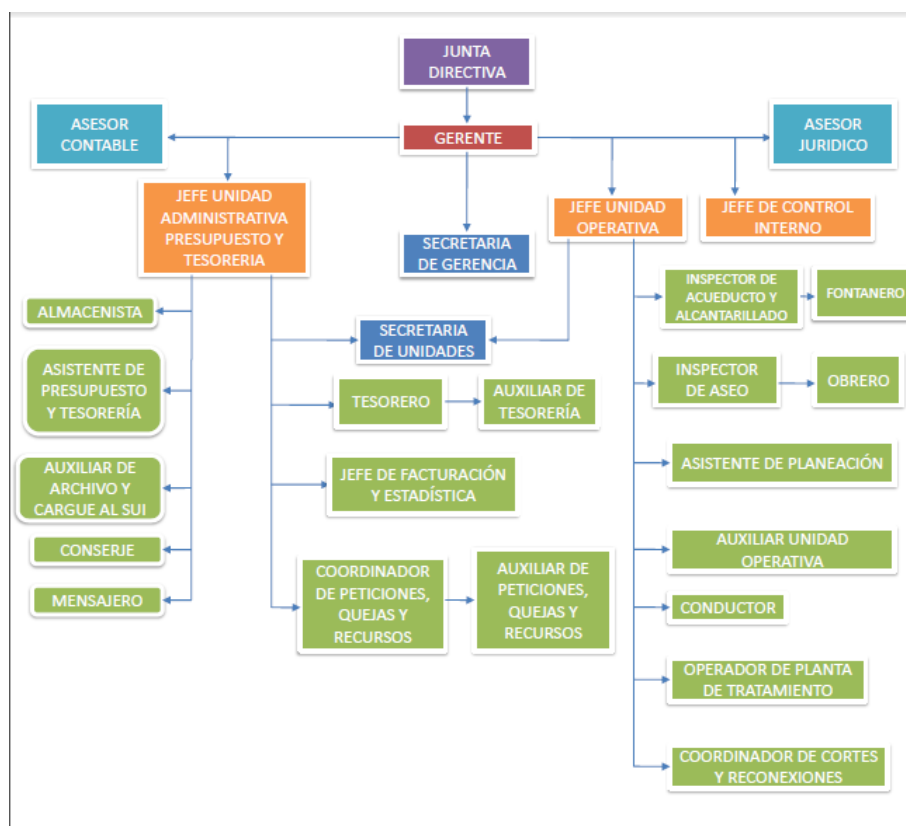 JUNTA
DIRECTIVA
ASESOR
CONTABLE
GERENTE
ASESOR
JURIDICO
JEFE UNIDAD
ADMINISTRATIVA
PRESUPUESTO Y
TESORERIA
SECRETARIA
DE GERENCIA
JEFE UNIDAD
OPERATIVA
JEFE DE CONTROL
INTERNO
ALMACENISTA
ASISTENTE DE
PRESUPUESTO
Y TESORERÍA
AUXILIAR DE
ARCHIVO Y
CARGUE AL SUI
CONSERJE
MENSAJERO
SECRETARIA
DE UNIDADES
TESORERO
AUXILIAR DE
TESORERÍA
JEFE DE FACTURACIÓN
Y ESTADÍSTICA
COORDINADOR
DE PETICIONES,
QUEJAS Y
RECURSOS
AUXILIAR DE
PETICIONES,
QUEJAS Y
RECURSOS
INSPECTOR DE
ACUEDUCTO Y
ALCANTARILLADO
FONTANERO
INSPECTOR
DE ASEO
OBRERO
ASISTENTE DE PLANEACIÓN
AUXILIAR UNIDAD
OPERATIVA
CONDUCTOR
OPERADOR DE PLANTA
DE TRATAMIENTO
COORDINADOR DE CORTES
Y RECONEXIONES